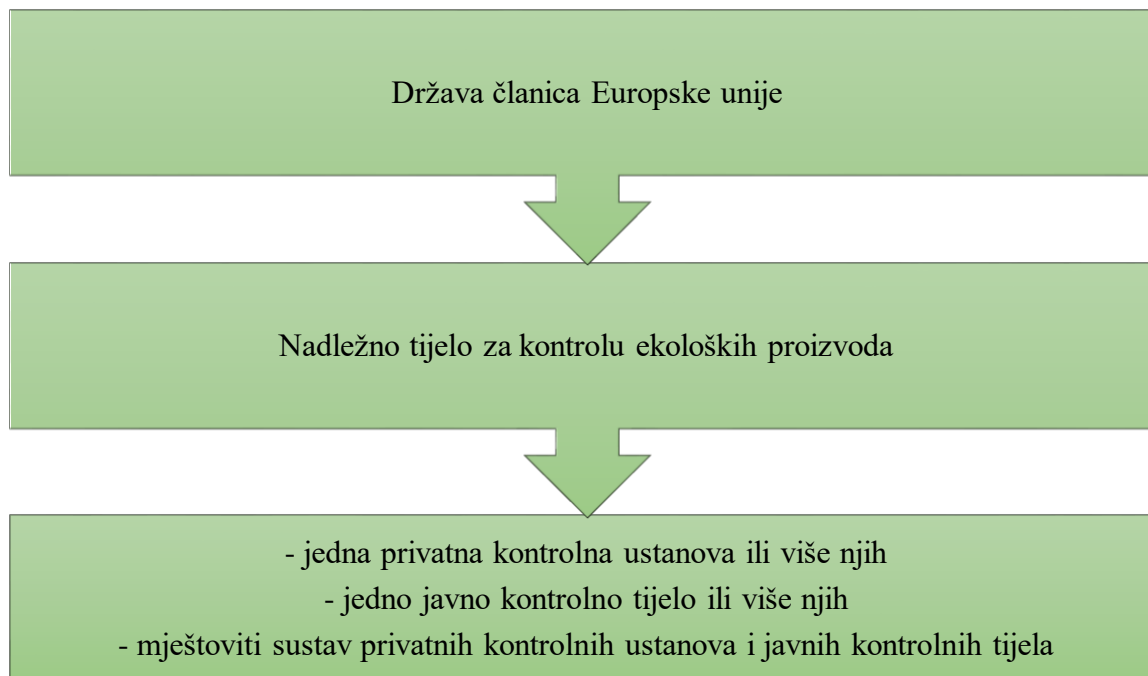 Država članica Europske unije
Nadležno tijelo za kontrolu ekoloških proizvoda
- jedna privatna kontrolna ustanova ili više njih
- jedno javno kontrolno tijelo ili više njih
- mještoviti sustav privatnih kontrolnih ustanova i javnih kontrolnih tijela